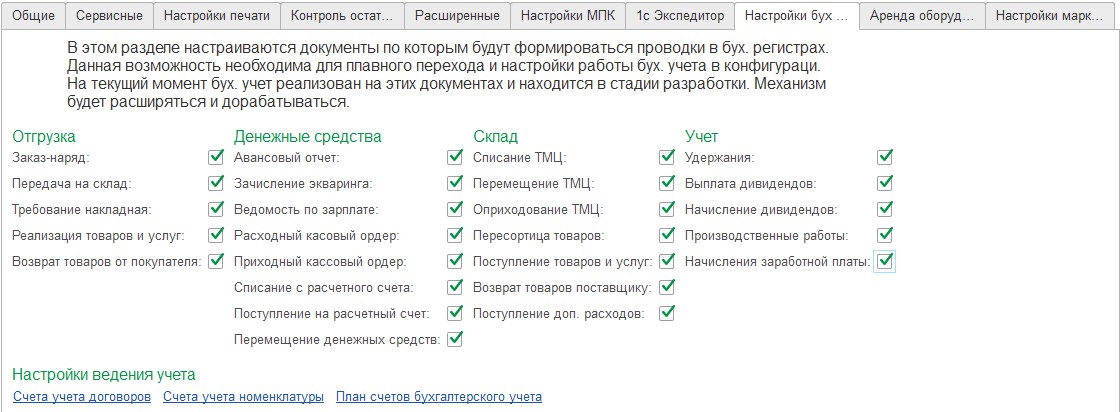 Общие
Сервисные
Настройки печати
Контроль остат...
Расширенные
Настройки МПК
1с Экспедитор
Настройки бух ...
Аренда оборуд...
Настройки марк...
В этом разделе настраиваются документы по которым будут формироваться проводки в бух. регистрах.
Данная возможность необходима для плавного перехода и настройки работы бух. учета в конфигураци.
На текущий момент бух. учет реализован на этих документах и находится в стадии разработки. Механизм
будет расширяться и дорабатываться.
Отгрузка
Заказ-наряд:
Передача на склад:
Требование накладная:
Реализация товаров и услуг:
Возврат товаров от покупателя:
Денежные средства
Авансовый отчет:
Зачисление экваринга:
Ведомость по зарплате:
Расходный касовый ордер:
Приходный кассовый ордер:
Списание с расчетного счета:
Поступление на расчетный счет:
Перемещение денежных средств:
Склад
Списание ТМЦ:
Перемещение ТМЦ:
Оприходование ТМЦ:
Пересортица товаров:
Поступление товаров и услуг:
Возврат товаров поставщику:
Поступление доп. расходов:
Учет
Удержания:
Выплата дивидендов:
Начисление дивидендов:
Производственные работы:
Начисления заработной платы:
Настройки ведения учета
Счета учета договоров
Счета учета номенклатуры
План счетов бухгалтерского учета